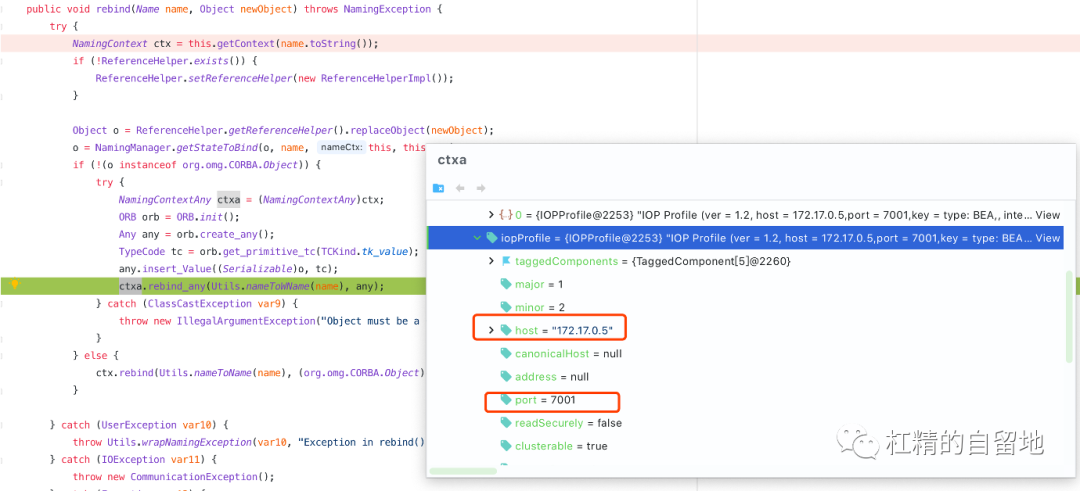 public void rebind(Name name, Object newObject) throws NamingException {
try {
NamingContext ctx = this.getContext(name.toString());
if (!ReferenceHelper.exists()) {
ReferenceHelper.setReferenceHelper(new ReferenceHelperImpl());
}
Object o = ReferenceHelper.getReferenceHelper().replaceObject(newObject);
o = NamingManager.getStateToBind(o, name, nameCtx: this, this
if (!(o instanceof org.omg.CORBA.Object)) {
try {
NamingContextAny ctxa = (NamingContextAny)ctx;
ORB orb = ORB.init();
Any any = orb.create_any();
TypeCode tc = orb.get_primitive_tc(TCKind.tk_value);
any.insert_Value((Serializable)o, tc);
ctxa.rebind_any(Utils.nameToWName(name), any);
} catch (ClassCastException var9) {
throw new IllegalArgumentException("Object must be a
}
} else {
ctx.rebind(Utils.nameToName(name), (org.omg.CORBA.Object)
}
} catch (UserException var10) {
throw Utils.wrapNamingException(var10, "Exception in rebind()
} catch (IOException var11) {
throw new CommunicationException();
ctxa
0 = {IOPProfile@2253} "IOP Profile (ver = 1.2, host = 172.17.0.5,port = 7001,key = type: BEA,, inte... View
iopProfile = {IOPProfile@2253} "IOP Profile (ver = 1.2, host = 172.17.0.5,port = 7001,key = type: BEA... View
taggedComponents = {TaggedComponent[5]@2260}
major = 1
minor = 2
host = "172.17.0.5"
canonicalHost = null
address = null
port = 7001
readSecurely = false
clusterable = true
杠精的自留地